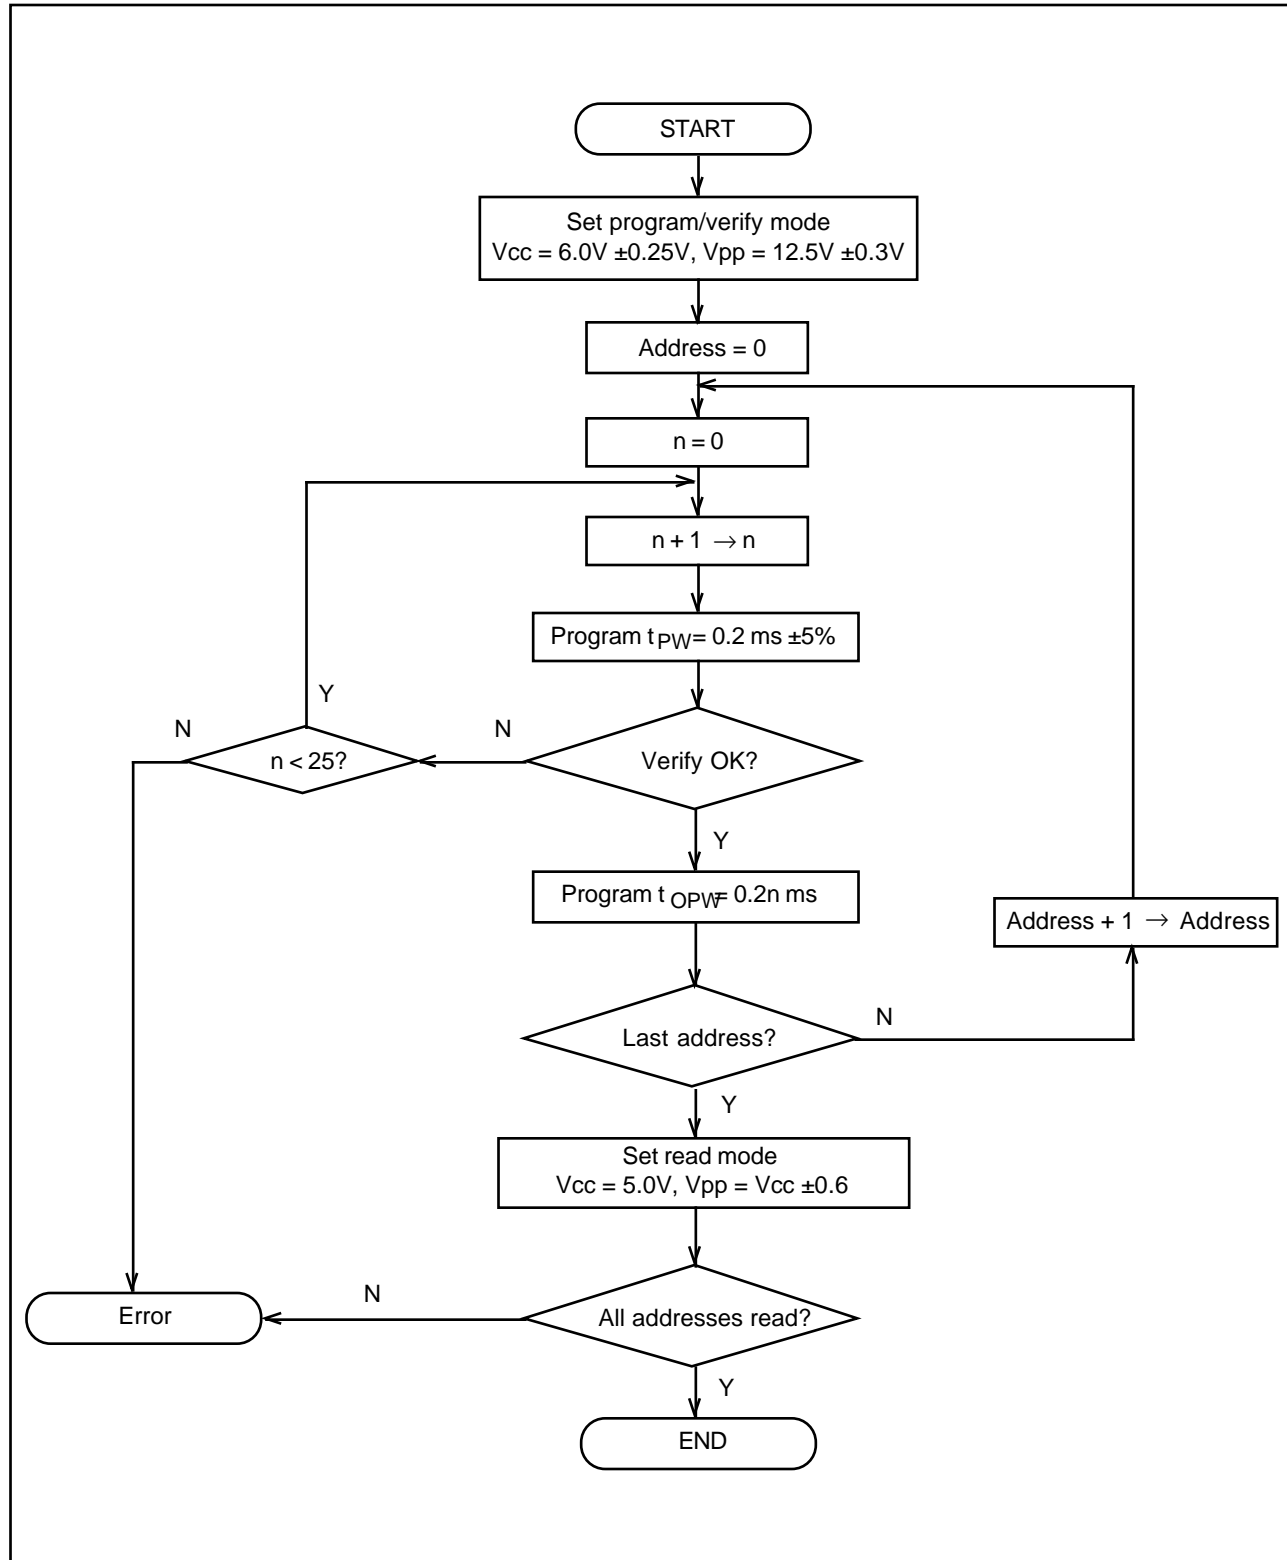 START
Set program/verify mode
Vcc = 6.0V ±0.25V, Vpp = 12.5V ±0.3V
Address = 0
n = 0
n + 1 → n
Program tPW = 0.2 ms ±5%
Y
N
n < 25?
N
Verify OK?
Y
Program tOPW = 0.2n ms
Address + 1 → Address
Last address?
N
Y
Set read mode
Vcc = 5.0V, Vpp = Vcc ±0.6
Error
N
All addresses read?
Y
END